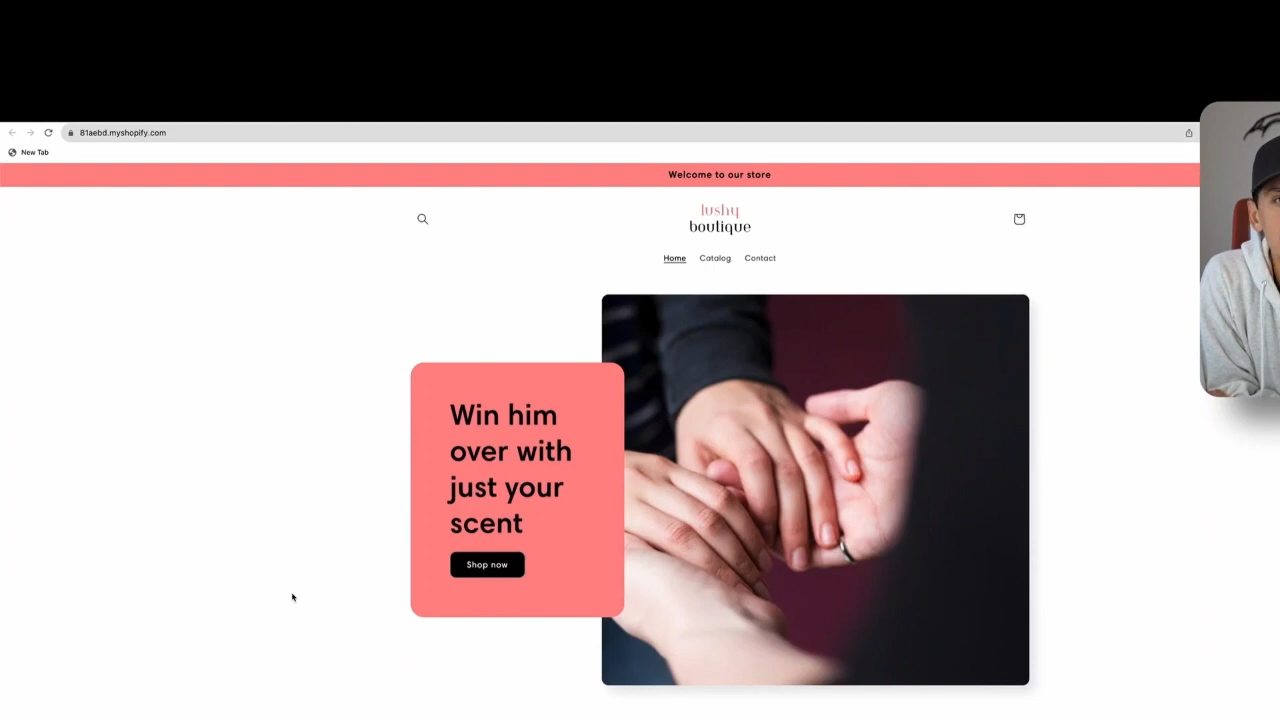 81aebd.myshopify.com
New Tab
Welcome to our store
lushy
boutique
Home Catalog Contact
Win him
over with
just your
scent
Shop now